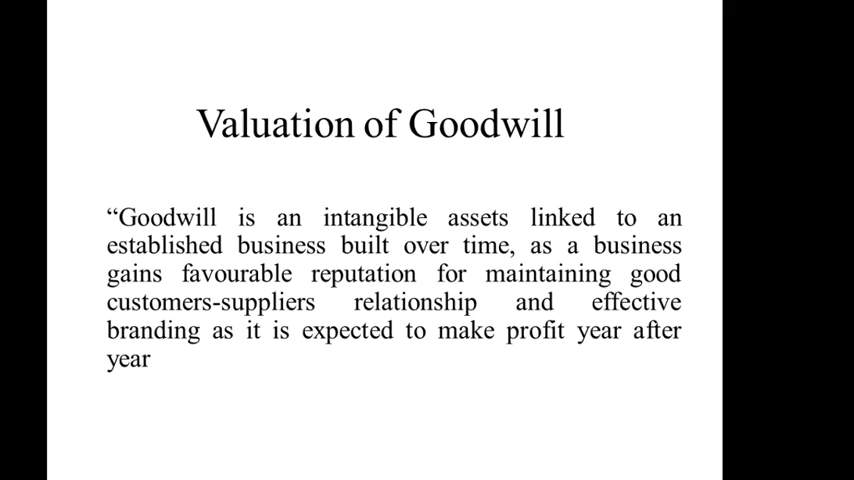 Valuation of Goodwill
“Goodwill is an intangible assets linked to an
established business built over time, as a business
gains favourable reputation for maintaining good
customers-suppliers relationship and effective
branding as it is expected to make profit year after
year